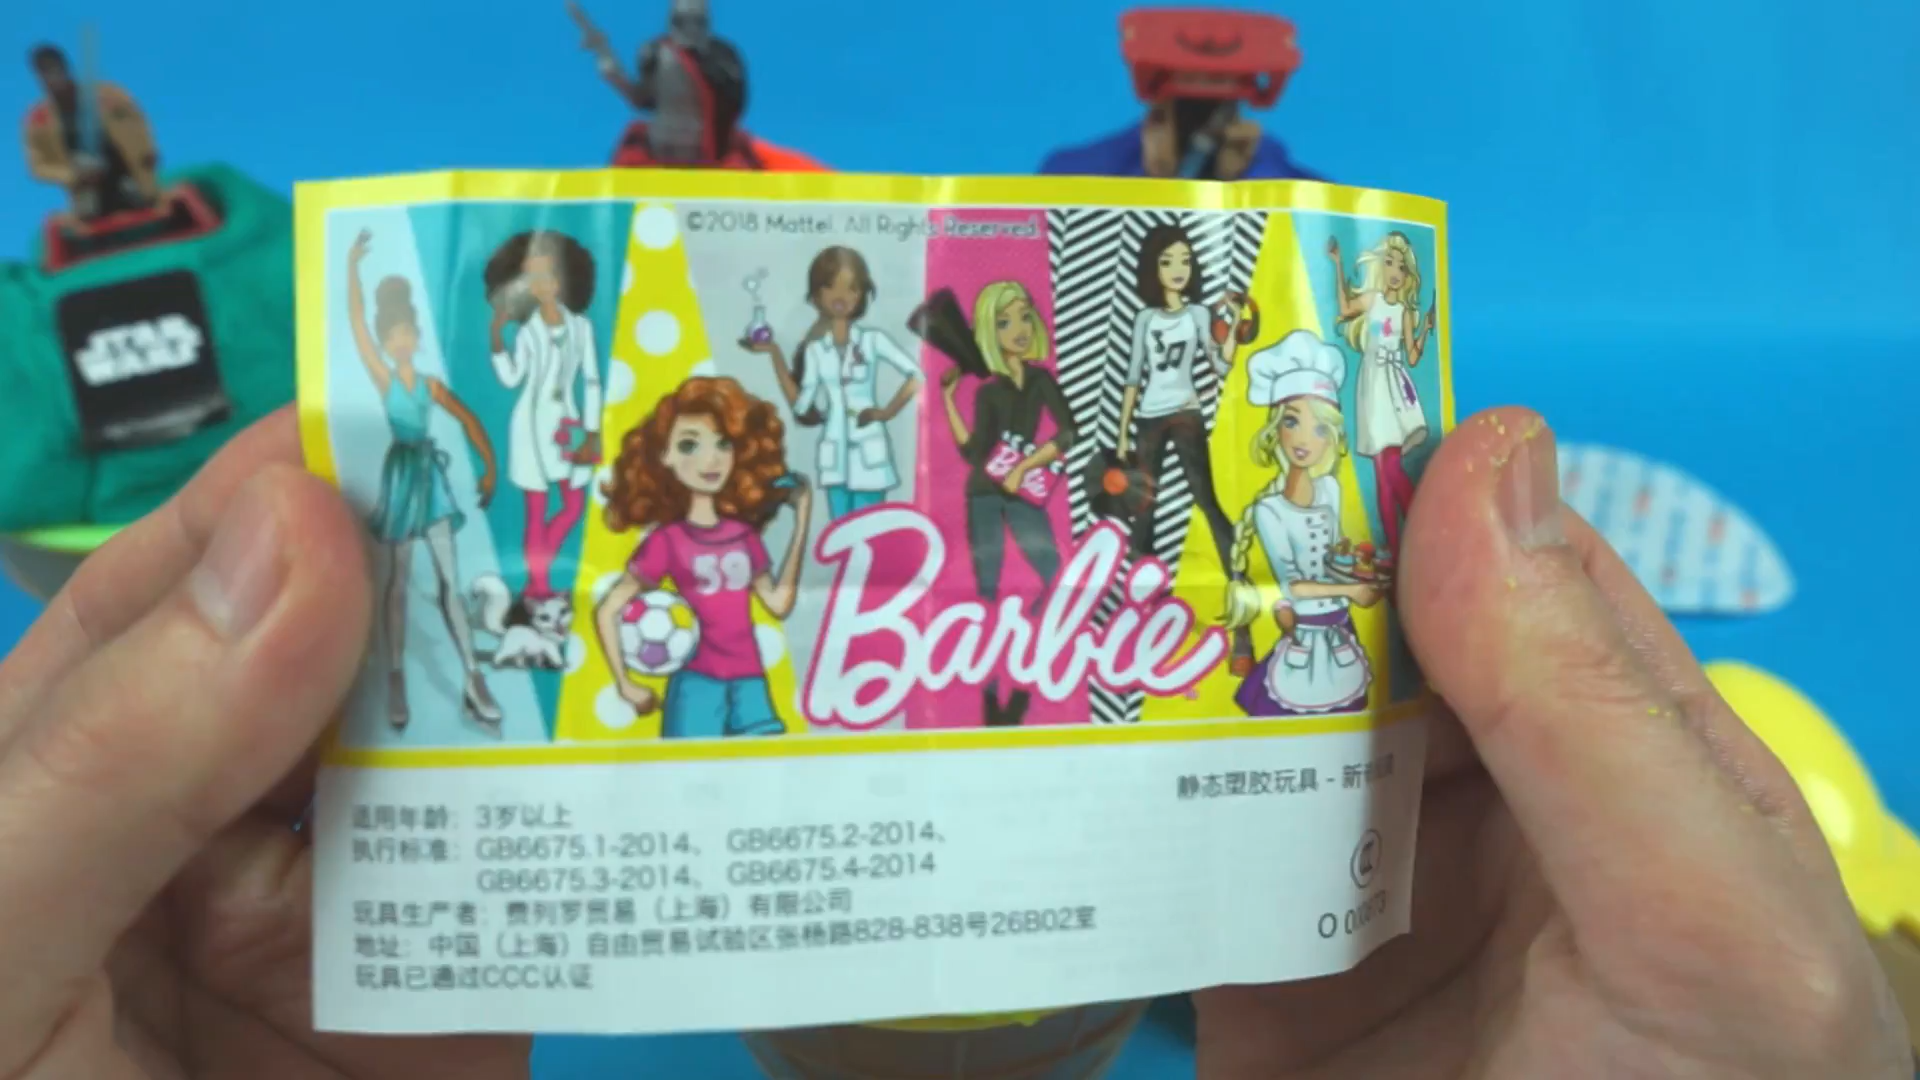 ©2018 Mattel. All Rights Reserved.
STAR
WARS
59
Barbie
Barbie
静态塑胶玩具 - 新
适用年龄：3岁以上
执行标准：GB6675.1-2014、 GB6675.2-2014、
GB6675.3-2014、 GB6675.4-2014
玩具生产者：费列罗贸易（上海）有限公司
地址：中国（上海）自由贸易试验区张杨路828-838号26B02室
玩具已通过CCC认证